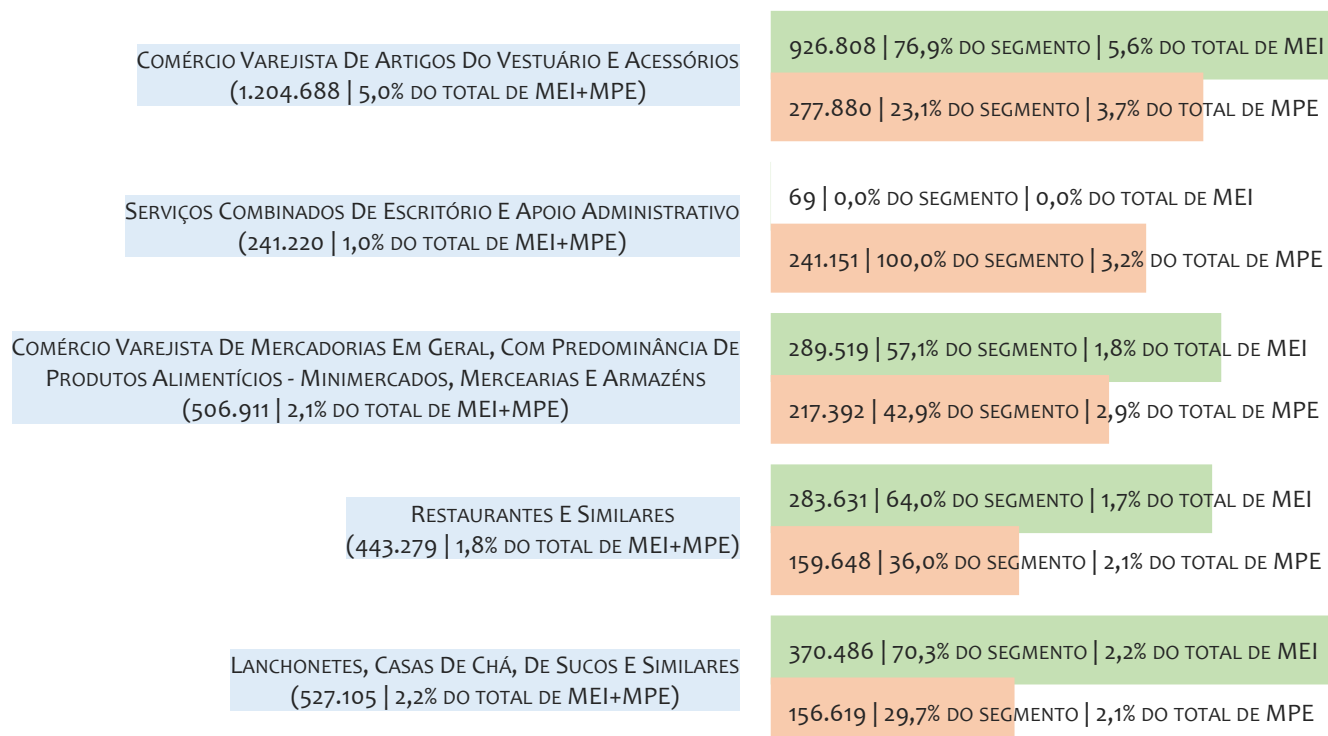 Comércio Varejista De Artigos Do Vestuário E Acessórios
(1.204.688 | 5,0% do total de MEI+MPE)
926.808 | 76,9% do segmento | 5,6% do total de MEI
277.880 | 23,1% do segmento | 3,7% do total de MPE
Serviços Combinados De Escritório E Apoio Administrativo
(241.220 | 1,0% do total de MEI+MPE)
69 | 0,0% do segmento | 0,0% do total de MEI
241.151 | 100,0% do segmento | 3,2% do total de MPE
Comércio Varejista De Mercadorias Em Geral, Com Predominância De
Produtos Alimentícios - Minimercados, Mercearias E Armazéns
(506.911 | 2,1% do total de MEI+MPE)
289.519 | 57,1% do segmento | 1,8% do total de MEI
217.392 | 42,9% do segmento | 2,9% do total de MPE
Restaurantes E Similares
(443.279 | 1,8% do total de MEI+MPE)
283.631 | 64,0% do segmento | 1,7% do total de MEI
159.648 | 36,0% do segmento | 2,1% do total de MPE
Lanchonetes, Casas De Chá, De Sucos E Similares
(527.105 | 2,2% do total de MEI+MPE)
370.486 | 70,3% do segmento | 2,2% do total de MEI
156.619 | 29,7% do segmento | 2,1% do total de MPE